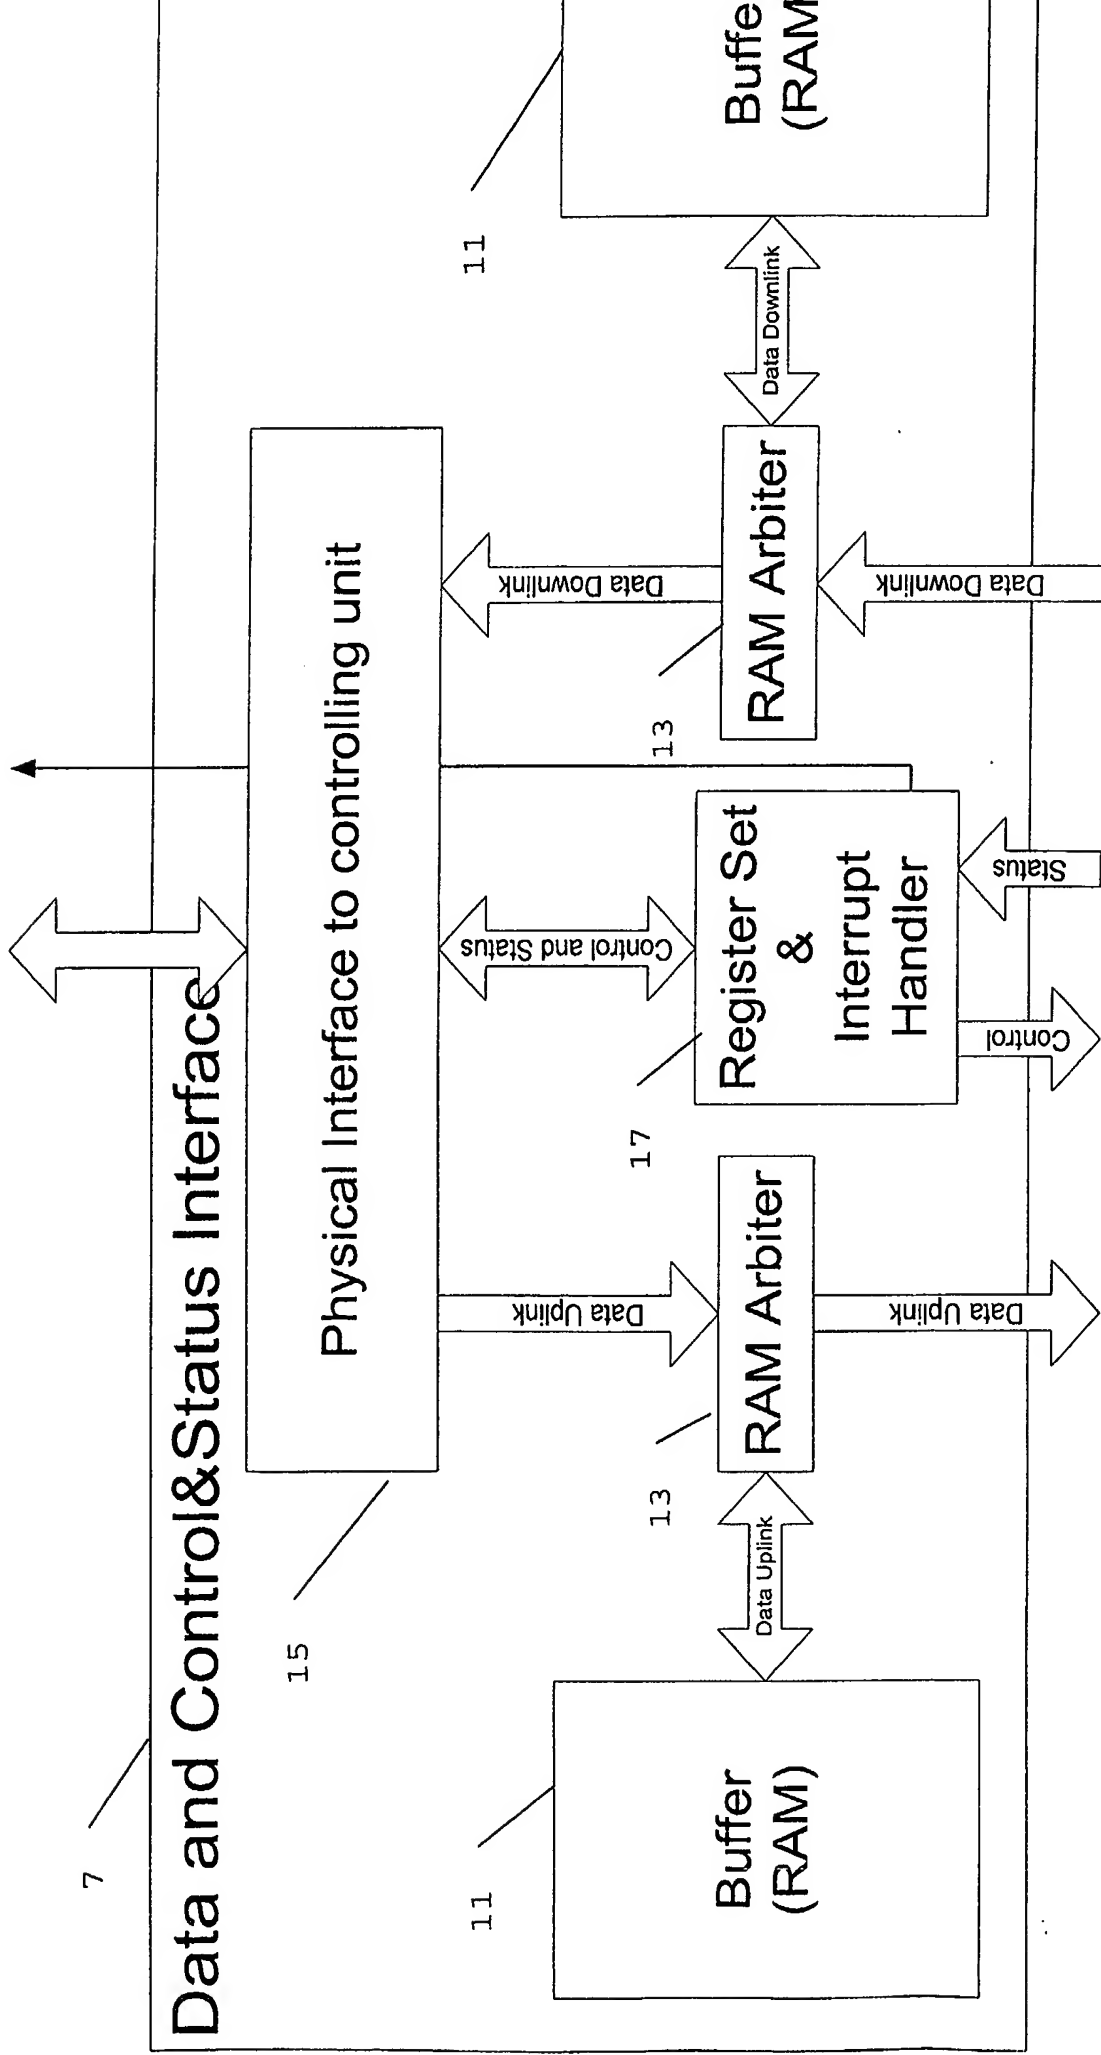 7
Data and Control&Status Interface
15
Physical Interface to controlling unit
11
11
Data Uplink
Control and Status
Data Downlink
13
17
13
Buffer
(RAM)
Data Uplink
RAM Arbiter
Register Set
&
Interrupt
Handler
RAM Arbiter
Data Downlink
Buffe
(RAM
Data Uplink
Control
Status
Data Downlink